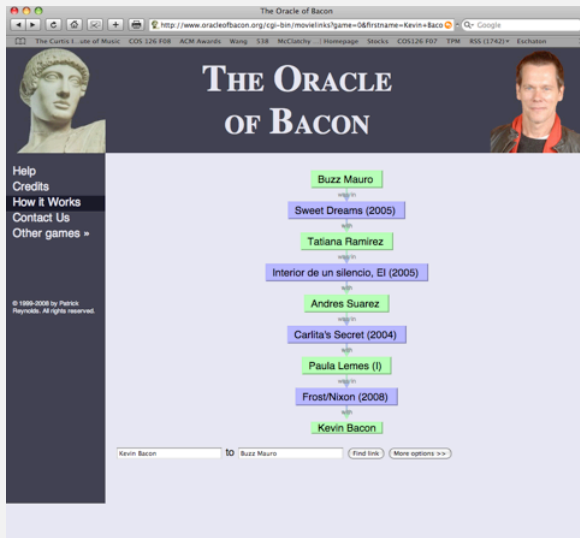 The Oracle of Bacon
http://www.oracleofbacon.org/cgi-bin/movielinks?game=0&firstname=Kevin+Baco
Google
The Curtis I...ute of Music COS 126 F08 ACM Awards Wang 538 McClatchy ...| Homepage Stocks COS126 F07 TPM RSS (1742) Eschaton
THE ORACLE
OF BACON
Help
Credits
How it Works
Contact Us
Other games »
© 1999-2008 by Patrick
Reynolds. All rights reserved.
Buzz Mauro
was in
Sweet Dreams (2005)
with
Tatiana Ramirez
was in
Interior de un silencio, El (2005)
with
Andres Suarez
was in
Carlita's Secret (2004)
with
Paula Lemes (I)
was in
Frost/Nixon (2008)
with
Kevin Bacon
Kevin Bacon to Buzz Mauro Find link More options >>